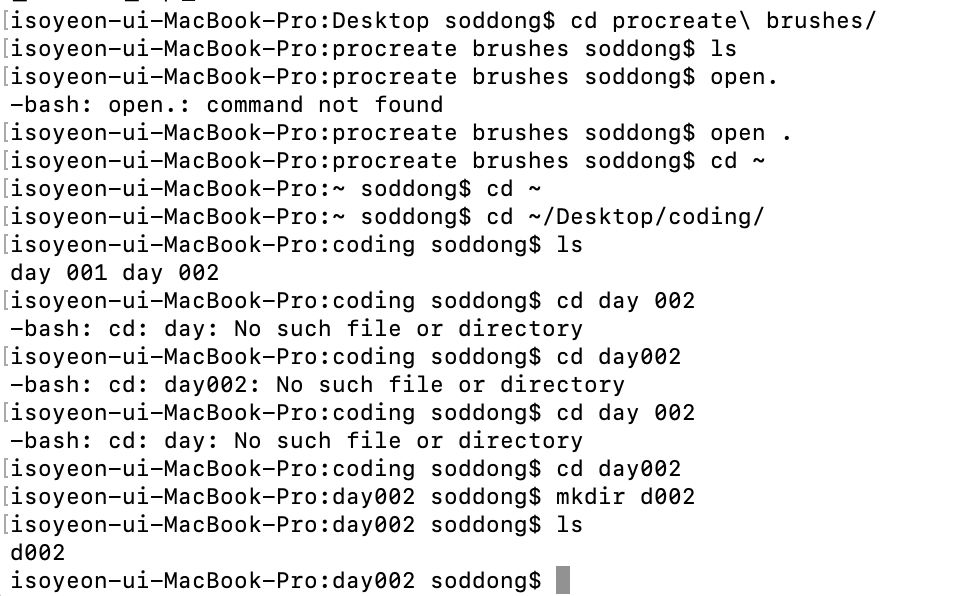 [isoyeon-ui-MacBook-Pro:Desktop soddong$ cd procreate\ brushes/
[isoyeon-ui-MacBook-Pro:procreate brushes soddong$ ls
[isoyeon-ui-MacBook-Pro:procreate brushes soddong$ open.
-bash: open.: command not found
[isoyeon-ui-MacBook-Pro:procreate brushes soddong$ open .
[isoyeon-ui-MacBook-Pro:procreate brushes soddong$ cd ~
[isoyeon-ui-MacBook-Pro:~ soddong$ cd ~
[isoyeon-ui-MacBook-Pro:~ soddong$ cd ~/Desktop/coding/
[isoyeon-ui-MacBook-Pro:coding soddong$ ls
day 001 day 002
[isoyeon-ui-MacBook-Pro:coding soddong$ cd day 002
-bash: cd: day: No such file or directory
[isoyeon-ui-MacBook-Pro:coding soddong$ cd day002
-bash: cd: day002: No such file or directory
[isoyeon-ui-MacBook-Pro:coding soddong$ cd day 002
-bash: cd: day: No such file or directory
[isoyeon-ui-MacBook-Pro:coding soddong$ cd day002
[isoyeon-ui-MacBook-Pro:day002 soddong$ mkdir d002
[isoyeon-ui-MacBook-Pro:day002 soddong$ ls
d002
isoyeon-ui-MacBook-Pro:day002 soddong$